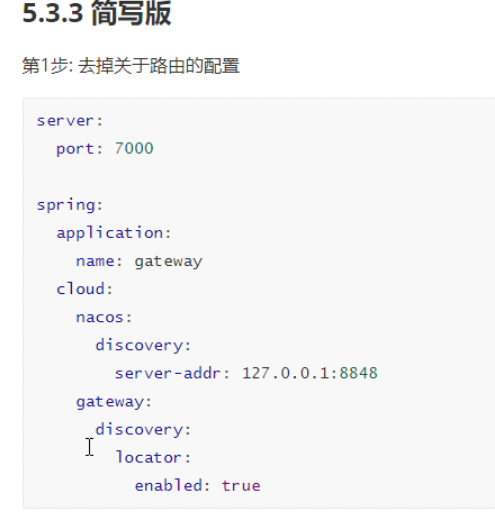 5.3.3 简写版
第1步: 去掉关于路由的配置
server:
  port: 7000

spring:
  application:
    name: gateway
  cloud:
    nacos:
      discovery:
        server-addr: 127.0.0.1:8848
    gateway:
      discovery:
        locator:
          enabled: true